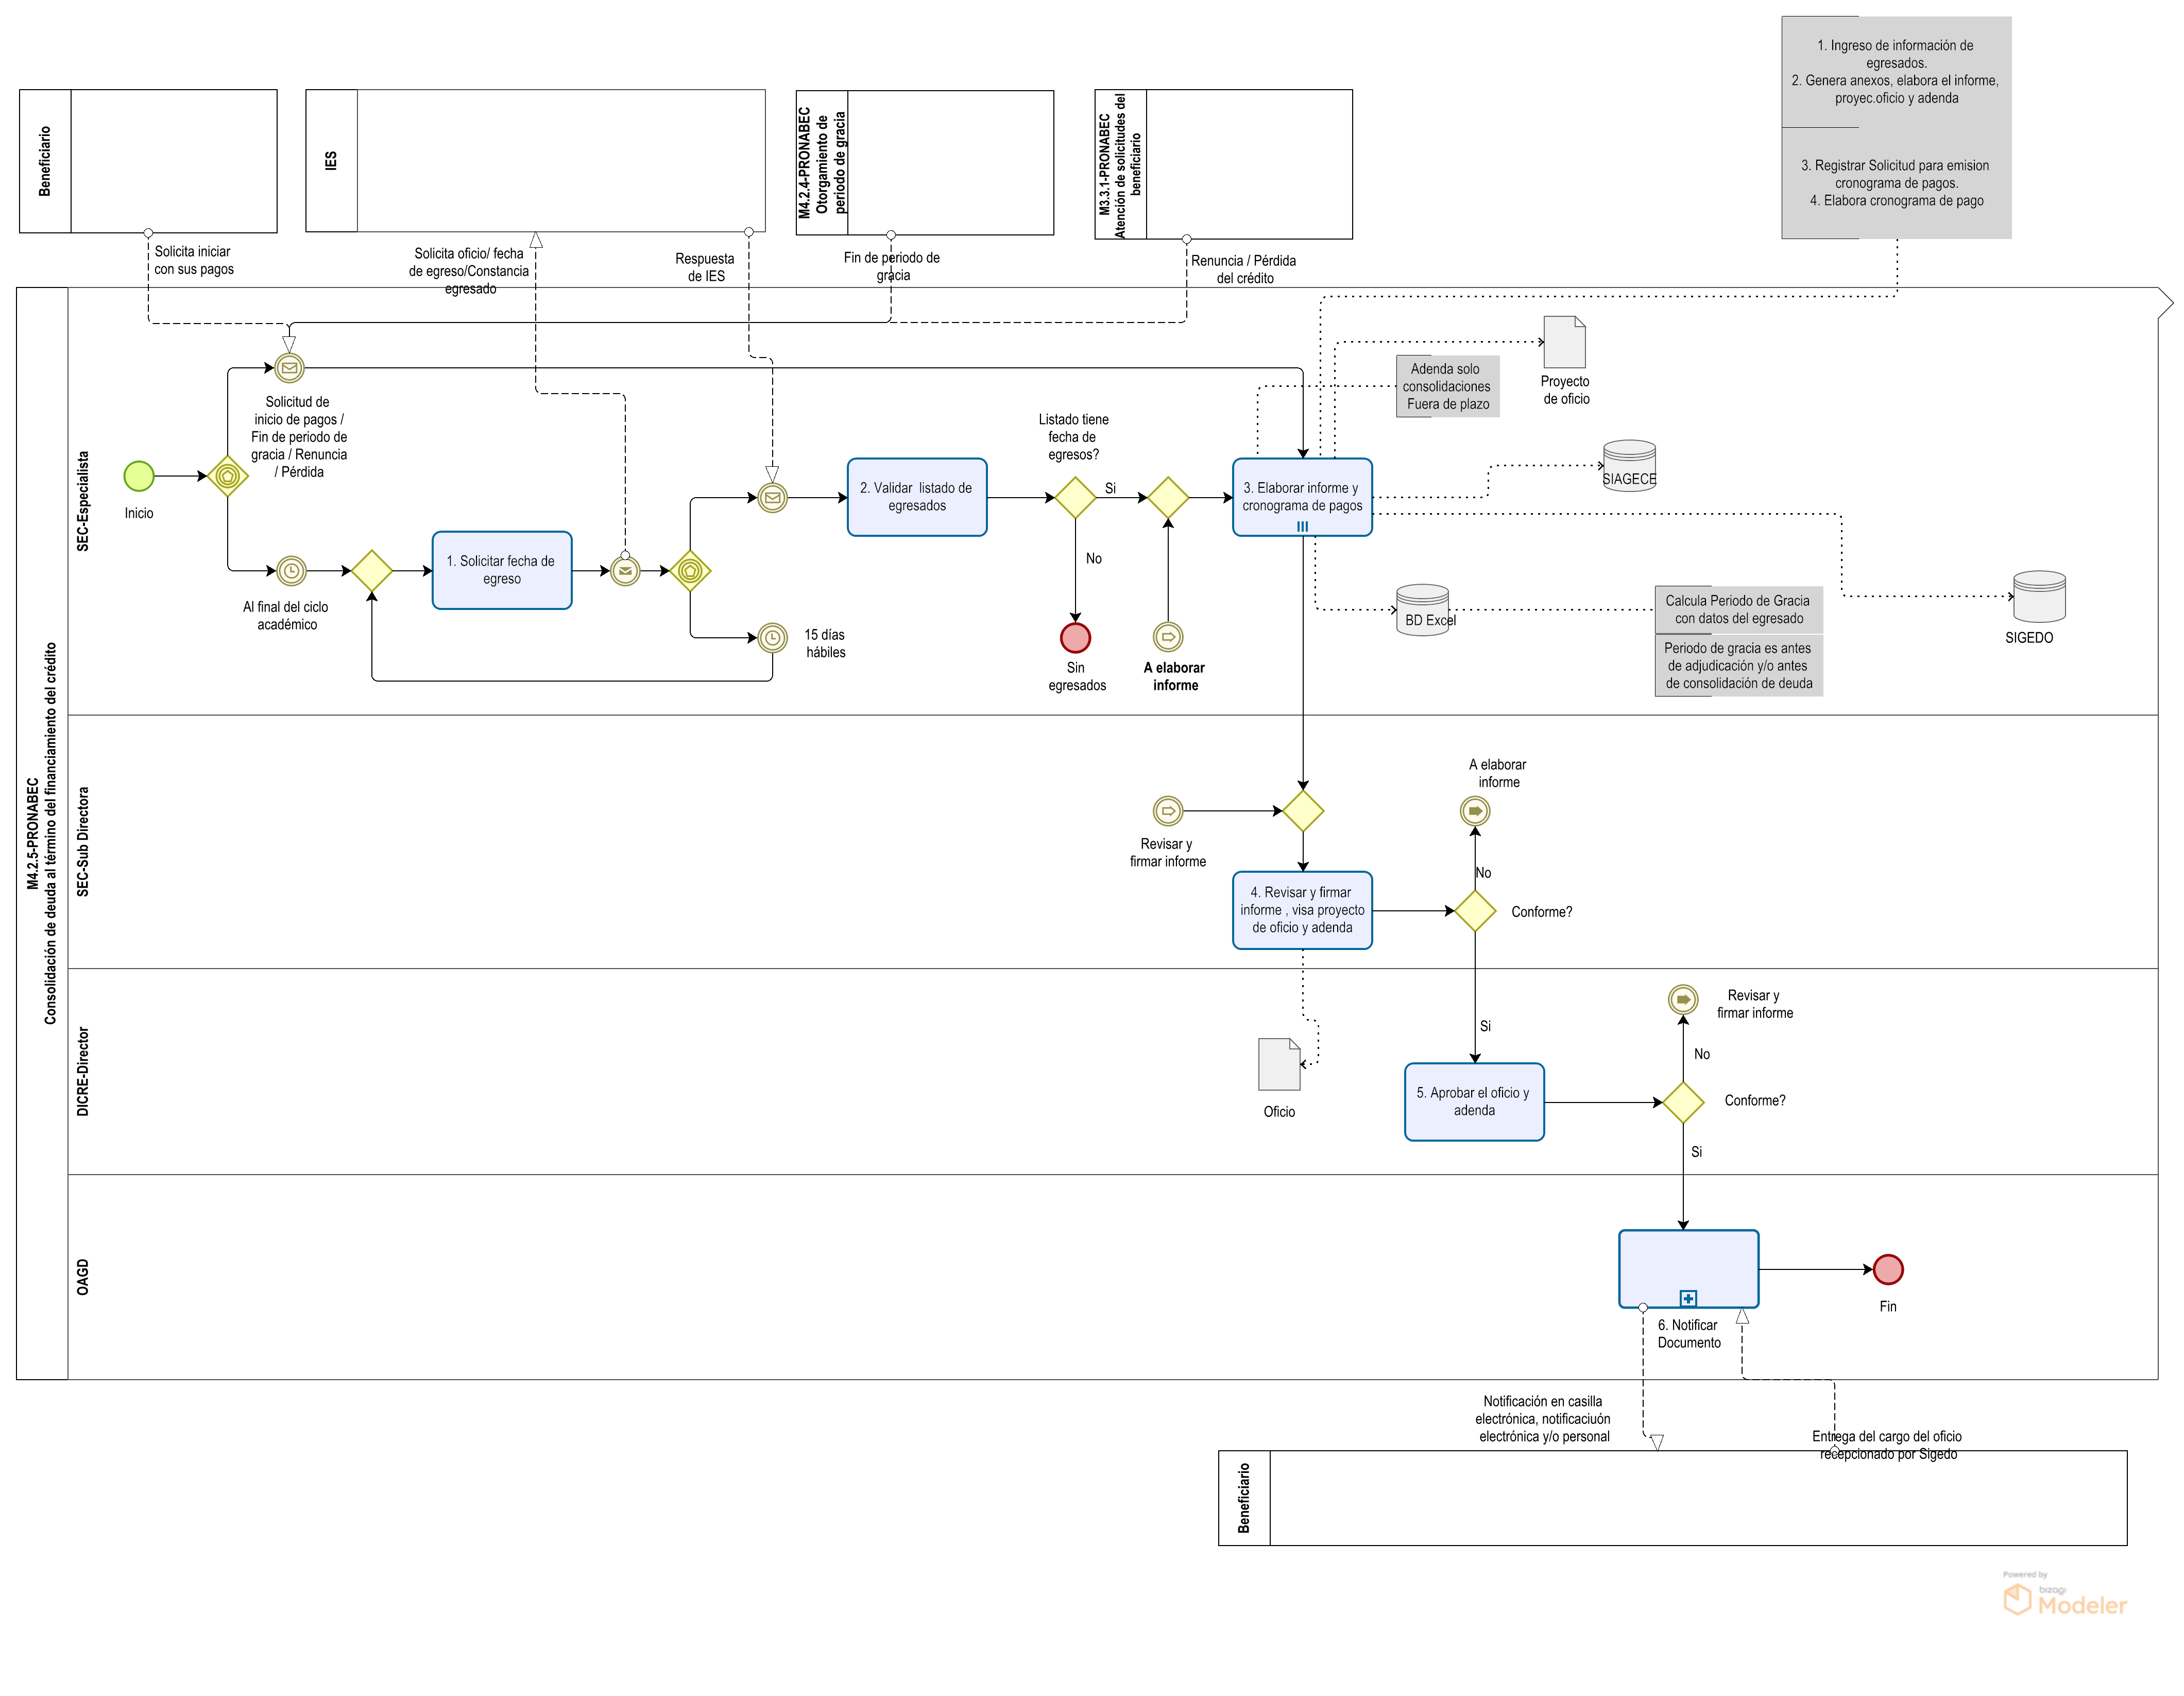 1. Ingreso de información de
egresados.
2. Genera anexos, elabora el informe,
proyec.oficio y adenda
3. Registrar Solicitud para emision
cronograma de pagos.
4. Elabora cronograma de pago
Beneficiario
IES
M4.2.4-PRONABEC
Otorgamiento de
periodo de gracia
M3.3.1-PRONABEC
Atención de solicitudes del
beneficiario
Solicita iniciar
con sus pagos
Solicita oficio/ fecha
de egreso/Constancia
egresado
Respuesta
de IES
Fin de periodo de
gracia
Renuncia / Pérdida
del crédito
M4.2.5-PRONABEC
Consolidación de deuda al término del financiamiento del crédito
SEC-Especialista
Inicio
Solicitud de
inicio de pagos /
Fin de periodo de
gracia / Renuncia
/ Pérdida
Al final del ciclo
académico
1. Solicitar fecha de
egreso
15 días
hábiles
2. Validar listado de
egresados
Listado tiene
fecha de
egresos?
Si
No
Sin
egresados
A elaborar
informe
3. Elaborar informe y
cronograma de pagos
Adenda solo
consolidaciones
Fuera de plazo
Proyecto
de oficio
SIAGECE
BD Excel
Calcula Periodo de Gracia
con datos del egresado
Periodo de gracia es antes
de adjudicación y/o antes
de consolidación de deuda
SIGEDO
SEC-Sub Directora
Revisar y
firmar informe
4. Revisar y firmar
informe , visa proyecto
de oficio y adenda
A elaborar
informe
No
Conforme?
Si
DICRE-Director
Oficio
5. Aprobar el oficio y
adenda
Revisar y
firmar informe
No
Conforme?
Si
OAGD
6. Notificar
Documento
Fin
Notificación en casilla
electrónica, notificaciuón
electrónica y/o personal
Entrega del cargo del oficio
recepcionado por Sigedo
Beneficiario
Powered by
bizagi
Modeler